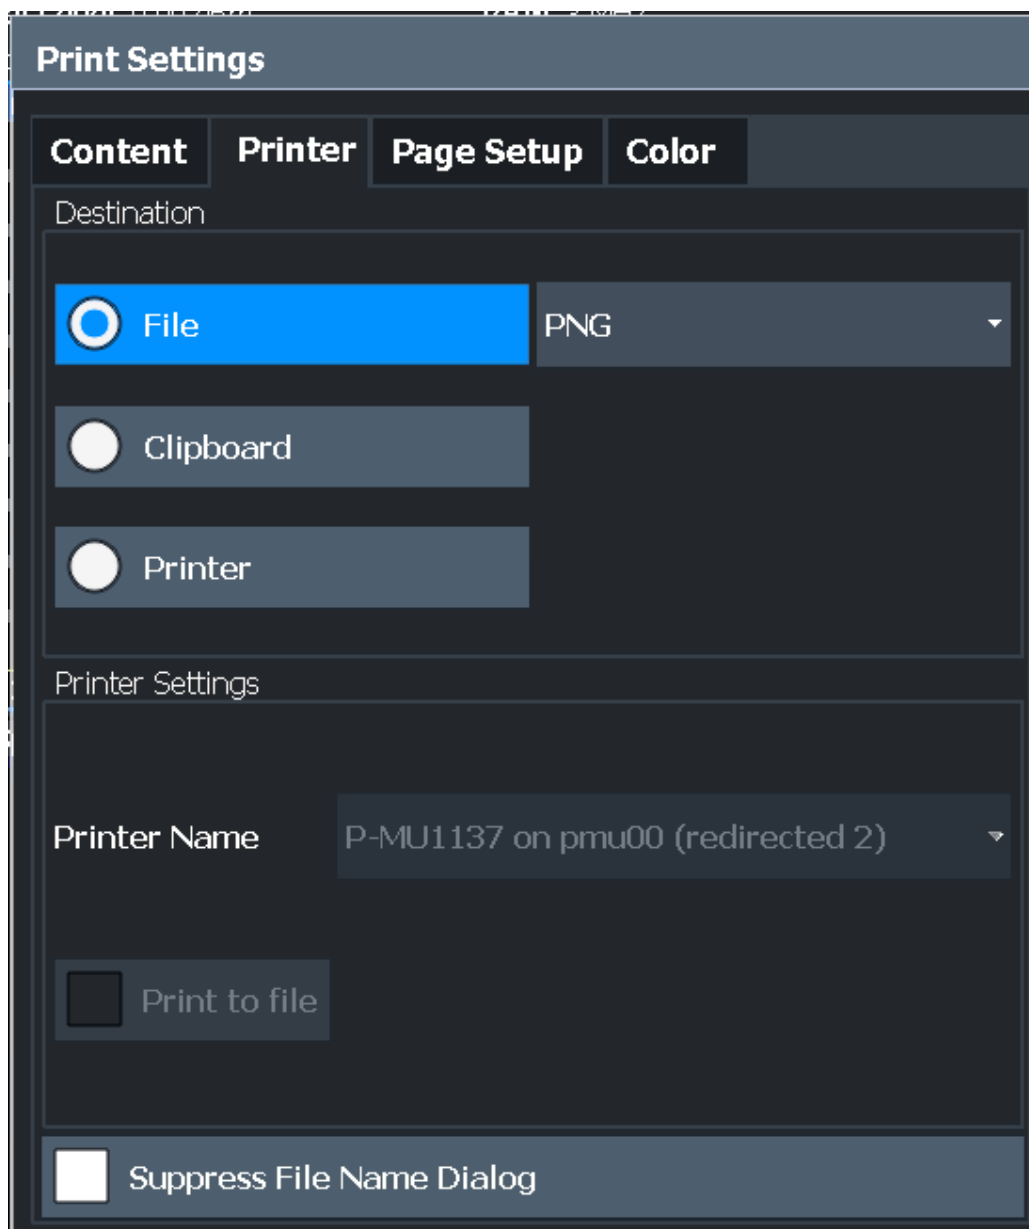 Print Settings
Content Printer Page Setup Color
Destination
File PNG
Clipboard
Printer
Printer Settings
Printer Name P-MU1137 on pmu00 (redirected 2)
Print to file
Suppress File Name Dialog